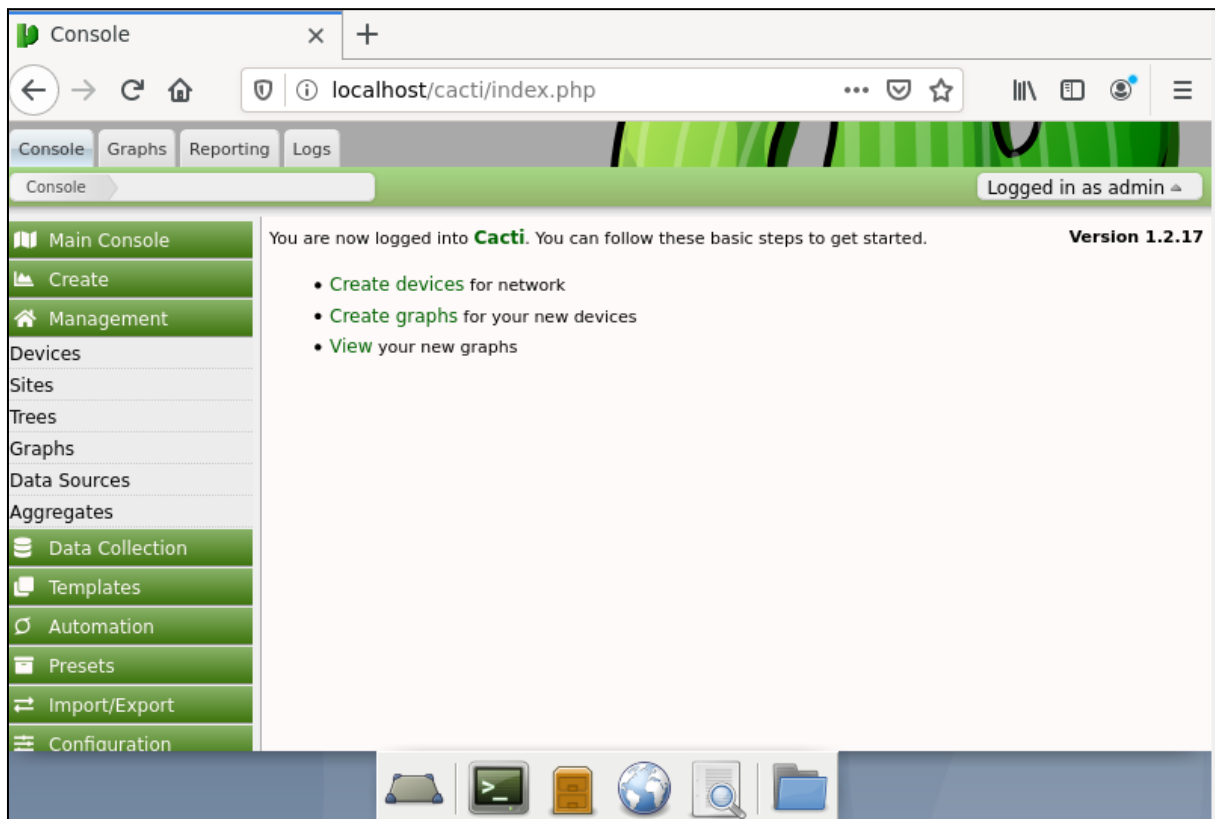 Console
localhost/cacti/index.php
Console Graphs Reporting Logs
Console
Logged in as admin
Main Console
Create
Management
Devices
Sites
Trees
Graphs
Data Sources
Aggregates
Data Collection
Templates
Automation
Presets
Import/Export
Configuration
You are now logged into Cacti. You can follow these basic steps to get started.
Version 1.2.17
• Create devices for network
• Create graphs for your new devices
• View your new graphs